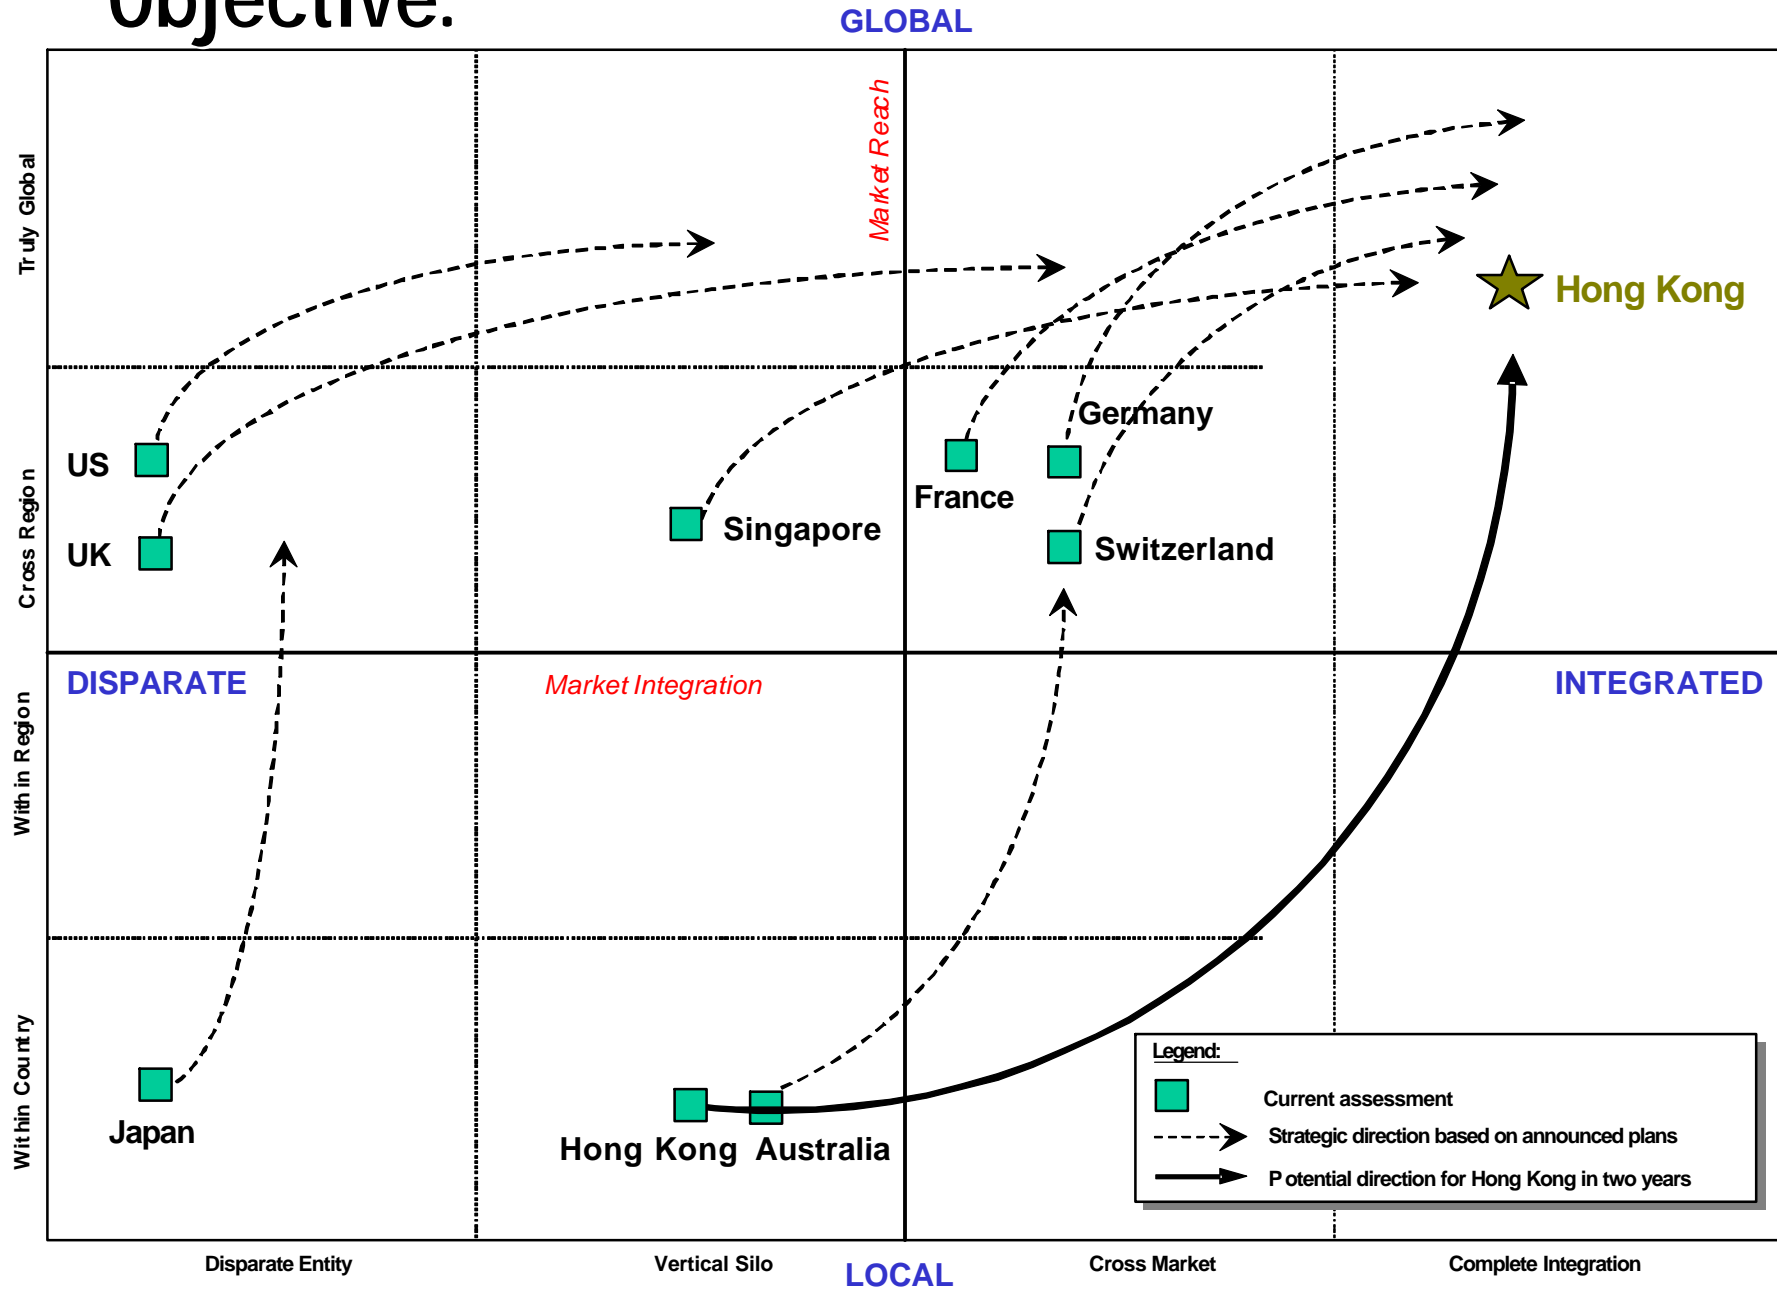 Objective.
GLOBAL
Market Reach
Truly Global
Hong Kong
Germany
US
France
Cross Region
Singapore
UK
Switzerland
DISPARATE
Market Integration
INTEGRATED
Within Region
Within Country
Legend:
Current assessment
Strategic direction based on announced plans
Potential direction for Hong Kong in two years
Japan
Hong Kong
Australia
Disparate Entity
Vertical Silo
LOCAL
Cross Market
Complete Integration